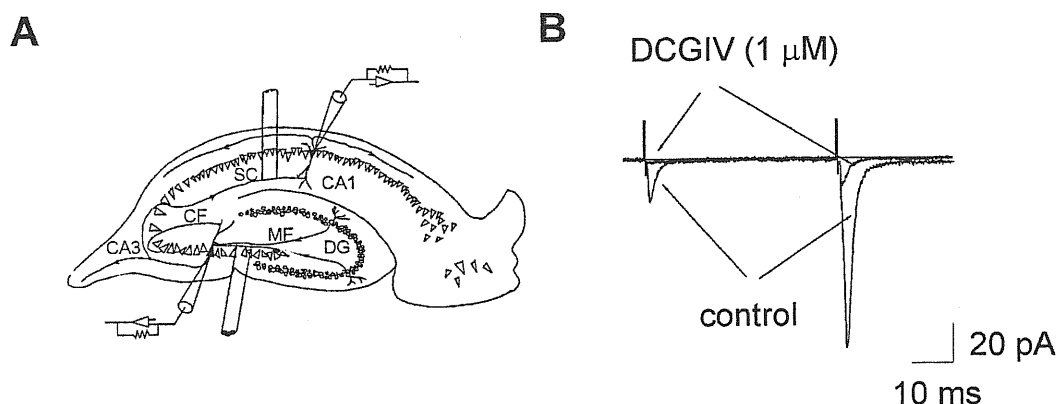 A
SC
CA1
CF
MF
CA3
DG
B
DCGIV (1 μM)
control
20 pA
10 ms